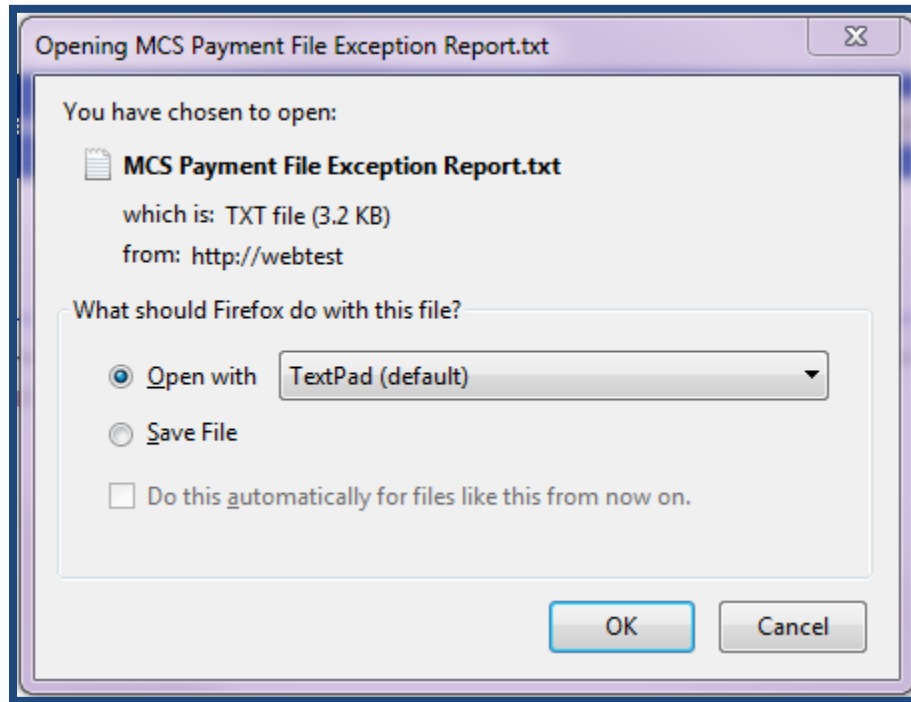 Opening MCS Payment File Exception Report.txt
You have chosen to open:
MCS Payment File Exception Report.txt
which is: TXT file (3.2 KB)
from: http://webtest
What should Firefox do with this file?
Open with TextPad (default)
Save File
Do this automatically for files like this from now on.
OK Cancel